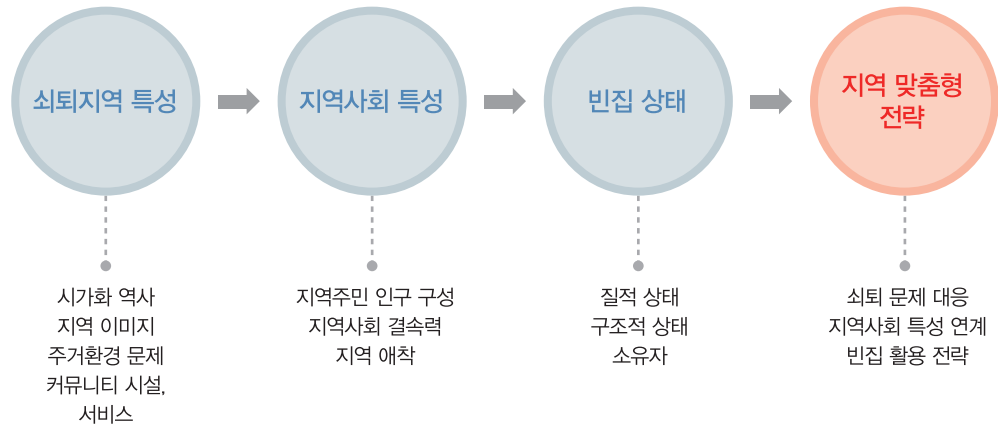 쇠퇴지역 특성
지역사회 특성
빈집 상태
지역 맞춤형
전략
시가화 역사
지역 이미지
주거환경 문제
커뮤니티 시설,
서비스
지역주민 인구 구성
지역사회 결속력
지역 애착
질적 상태
구조적 상태
소유자
쇠퇴 문제 대응
지역사회 특성 연계
빈집 활용 전략